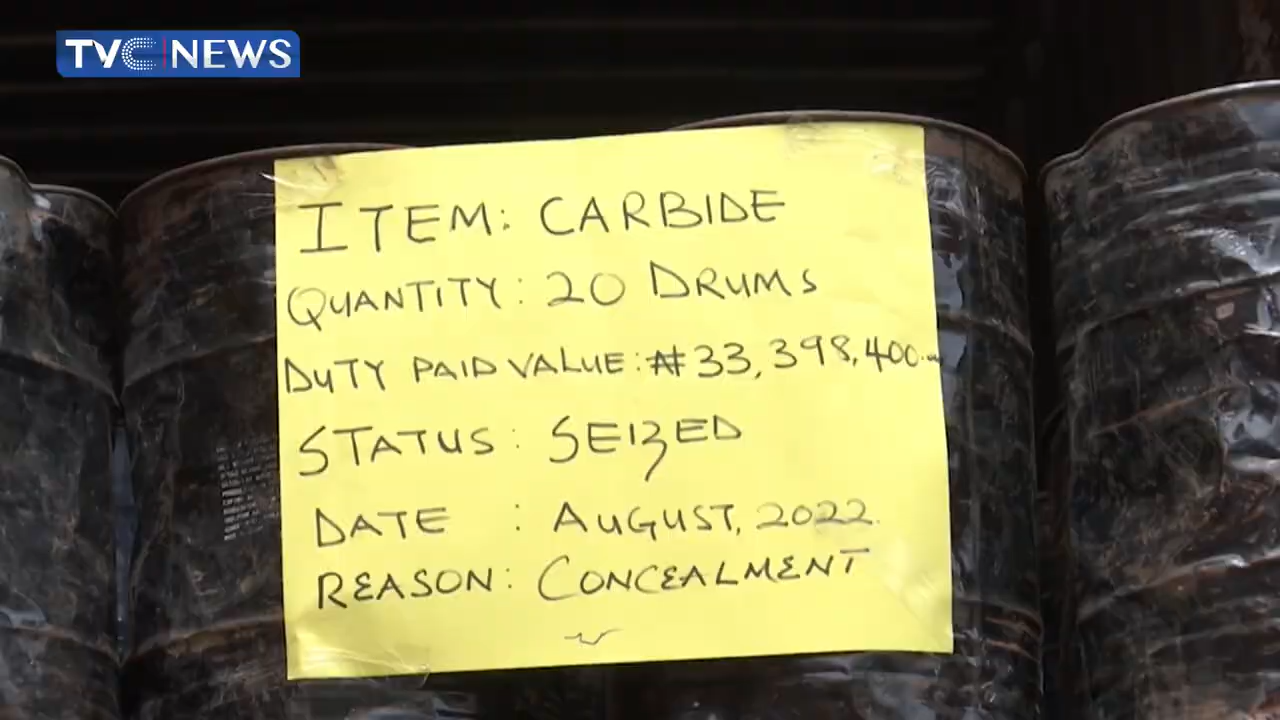 TVC NEWS
ITEM: CARBIDE
QUANTITY: 20 DRUMS
DUTY PAID VALUE: ₦33,398,400
STATUS: SEIZED
DATE : AUGUST, 2022.
REASON: CONCEALMENT